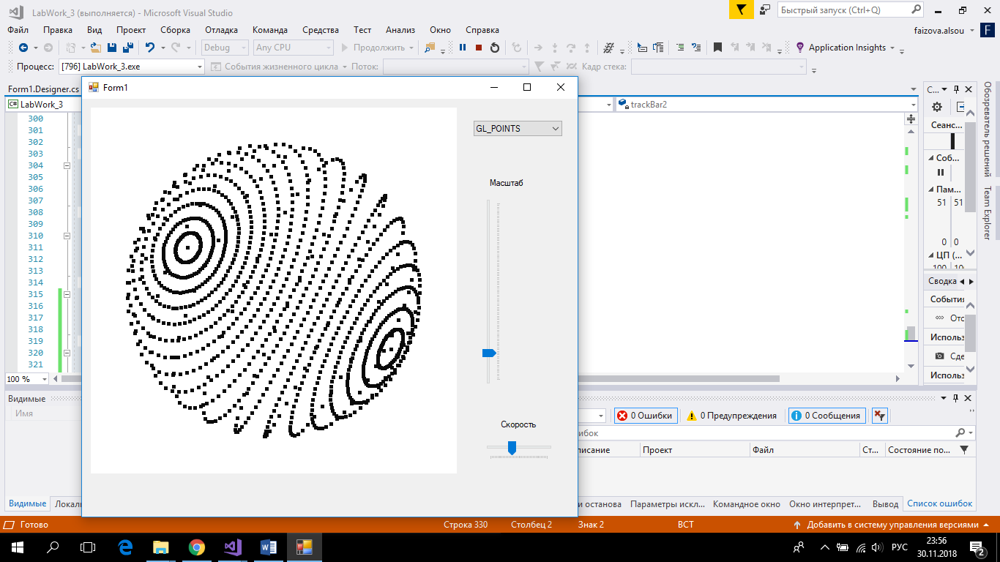 LabWork_3 (выполняется) - Microsoft Visual Studio
Быстрый запуск (Ctrl+Q)
Файл Правка Вид Проект Сборка Отладка Команда Средства Тест Анализ Окно Справка
faizova.alsou F
Debug Any CPU Продолжить Application Insights
Процесс: [796] LabWork_3.exe События жизненного цикла Поток: Кадр стека:
Form1.Designer.cs
LabWork_3
trackBar2
300
301
302
303
304
305
306
307
308
309
310
311
312
313
314
315
316
317
318
319
320
321
100 %
Form1
GL_POINTS
Масштаб
Скорость
С...
Сеанс...
Соб...
Пам...
51 51
0 0
ЦП (...
100 10
Сводка
События
Отс
Использ
Сде
Использ
Обозреватель решений
Team Explorer
Видимые
Имя
0 Ошибки 0 Предупреждения 0 Сообщения
ибок
писание Проект Файл Ст... Состояние по...
Видимые Локаль
и останова Параметры искл... Командное окно Окно интерпрет... Вывод Список ошибок
Готово Строка 330 Столбец 2 Знак 2 ВСТ Добавить в систему управления версиями
РУС
23:56
30.11.2018
2